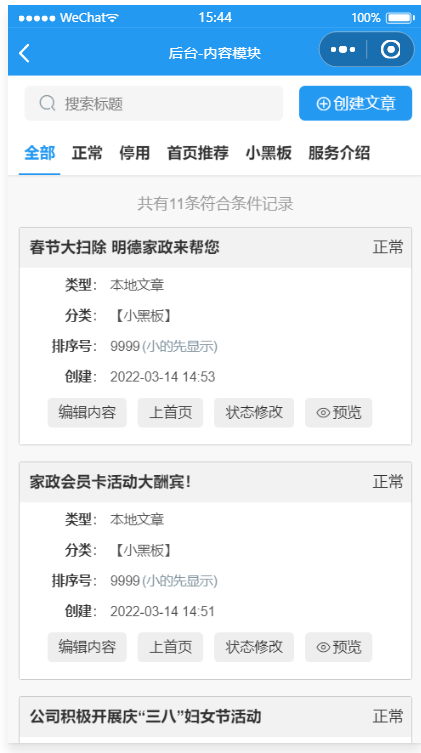 WeChat 15:44 100%
后台-内容模块
搜索标题 创建文章
全部 正常 停用 首页推荐 小黑板 服务介绍
共有11条符合条件记录
春节大扫除 明德家政来帮您 正常
类型： 本地文章
分类： 【小黑板】
排序号： 9999 (小的先显示)
创建： 2022-03-14 14:53
编辑内容 上首页 状态修改 预览
家政会员卡活动大酬宾！ 正常
类型： 本地文章
分类： 【小黑板】
排序号： 9999 (小的先显示)
创建： 2022-03-14 14:51
编辑内容 上首页 状态修改 预览
公司积极开展庆“三八”妇女节活动 正常